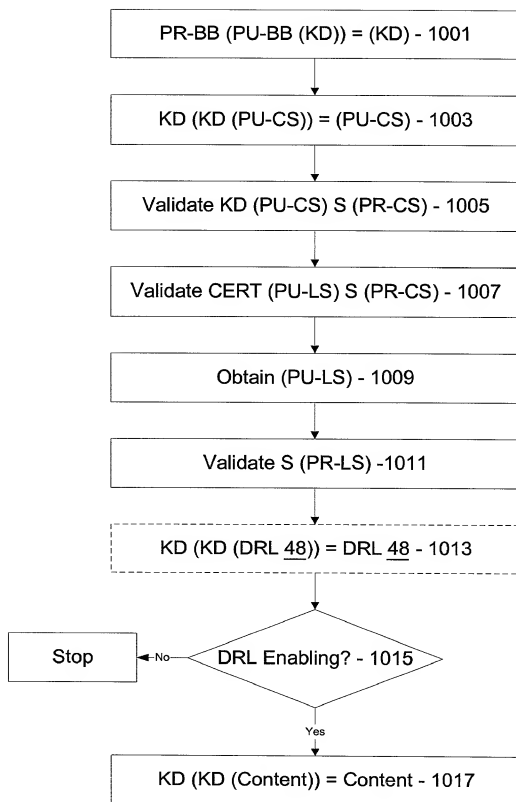 PR-BB (PU-BB (KD)) = (KD) - 1001
KD (KD (PU-CS)) = (PU-CS) - 1003
Validate KD (PU-CS) S (PR-CS) - 1005
Validate CERT (PU-LS) S (PR-CS) - 1007
Obtain (PU-LS) - 1009
Validate S (PR-LS) -1011
KD (KD (DRL 48)) = DRL 48 - 1013
DRL Enabling? - 1015
No
Stop
Yes
KD (KD (Content)) = Content - 1017